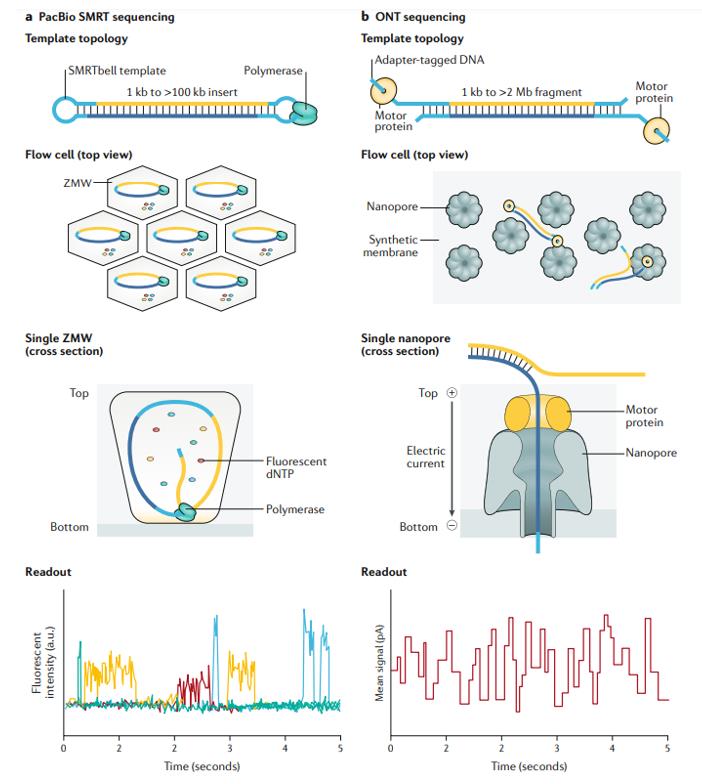 a PacBio SMRT sequencing
Template topology
SMRTbell template
Polymerase
1 kb to >100 kb insert
Flow cell (top view)
ZMW
Single ZMW
(cross section)
Top
Fluorescent
dNTP
Polymerase
Bottom
Readout
Fluorescent
intensity (a.u.)
0 2 2 3 4 5
Time (seconds)
b ONT sequencing
Template topology
Adapter-tagged DNA
1 kb to >2 Mb fragment
Motor
protein
Motor
protein
Flow cell (top view)
Nanopore
Synthetic
membrane
Single nanopore
(cross section)
Top +
Motor
protein
Electric
current
Nanopore
Bottom −
Readout
Mean signal (pA)
0 2 2 3 4 5
Time (seconds)